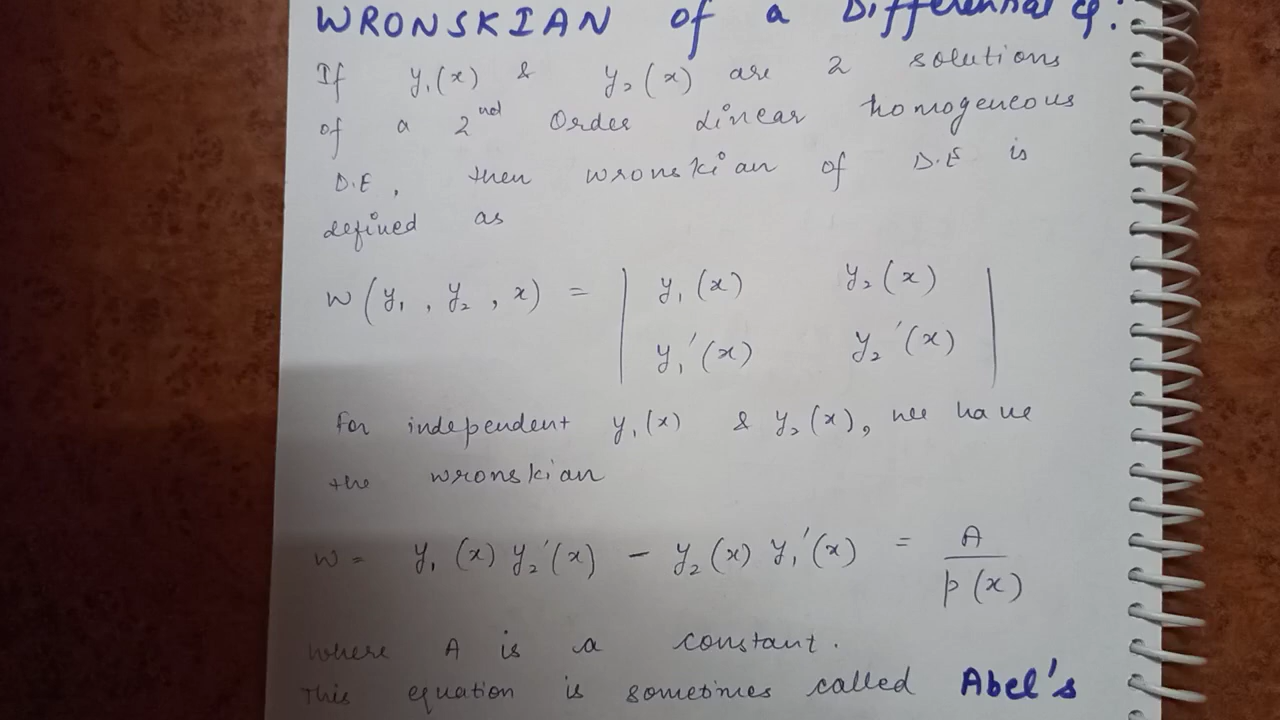 WRONSKIAN of a Differential Eq:
If y₁(x) & y₂(x) are 2 solutions
of a 2ⁿᵈ Order Linear homogeneous
D.E, then wronskian of D.E is
defined as
W(y₁, y₂, x) = | y₁(x) y₂(x) |
| y₁'(x) y₂'(x) |
For independent y₁(x) & y₂(x), we have
the wronskian
W = y₁(x) y₂'(x) - y₂(x) y₁'(x) = A / p(x)
where A is a constant.
This equation is sometimes called Abel's